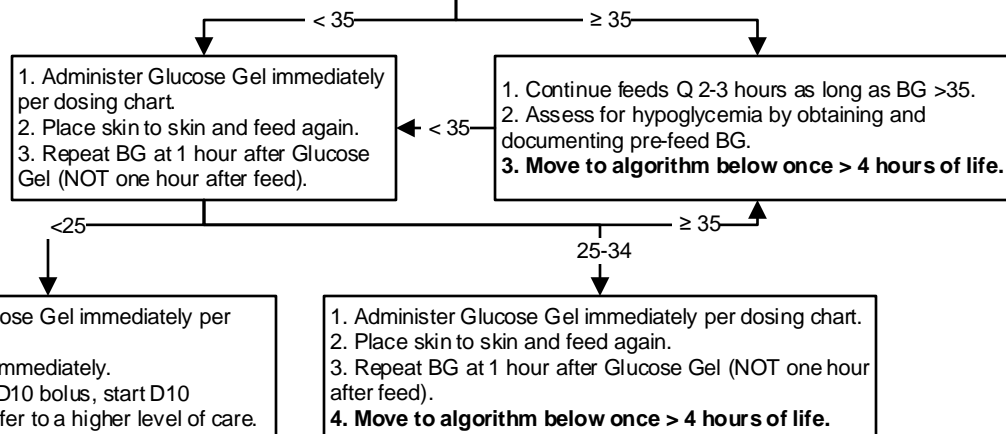 < 35
≥ 35
1. Administer Glucose Gel immediately
per dosing chart.
2. Place skin to skin and feed again.
3. Repeat BG at 1 hour after Glucose
Gel (NOT one hour after feed).
< 35
1. Continue feeds Q 2-3 hours as long as BG >35.
2. Assess for hypoglycemia by obtaining and
documenting pre-feed BG.
3. Move to algorithm below once > 4 hours of life.
<25
25-34
≥ 35
ose Gel immediately per
mmediately.
D10 bolus, start D10
fer to a higher level of care.
1. Administer Glucose Gel immediately per dosing chart.
2. Place skin to skin and feed again.
3. Repeat BG at 1 hour after Glucose Gel (NOT one hour
after feed).
4. Move to algorithm below once > 4 hours of life.